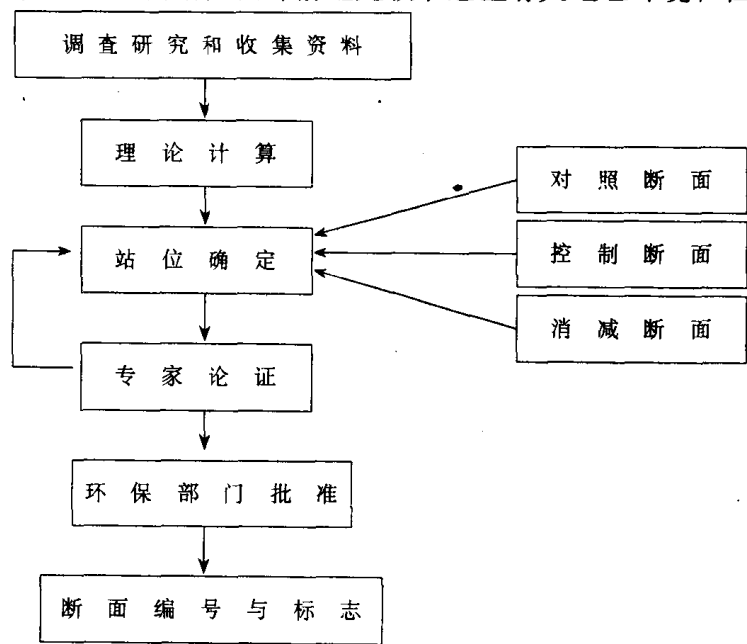 调查研究和收集资料
理论计算
对照断面
站位确定
控制断面
消减断面
专家论证
环保部门批准
断面编号与标志